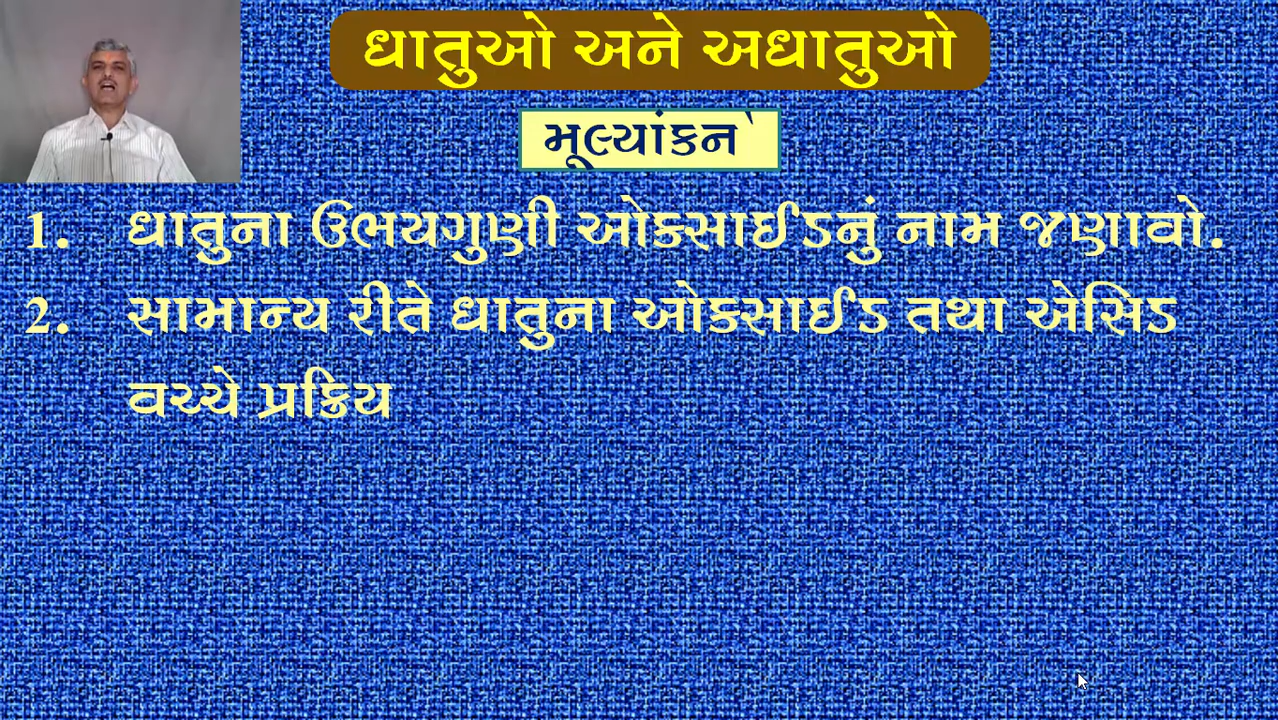 ધાતુઓ અને અધાતુઓ
મૂલ્યાંકન
1. ધાતુના ઉભયગુણી ઓક્સાઈડનું નામ જણાવો.
2. સામાન્ય રીતે ધાતુના ઓક્સાઈડ તથા એસિડ
વચ્ચે પ્રક્રિય